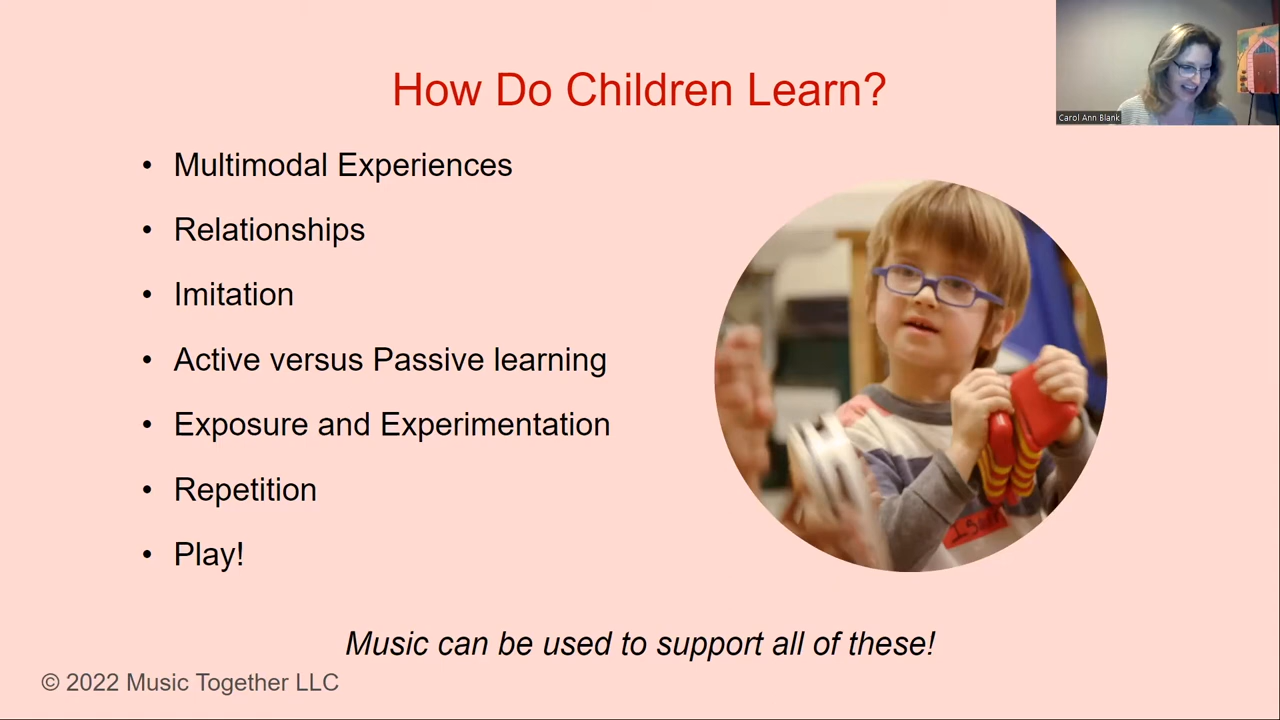 How Do Children Learn?
Carol Ann Blank
• Multimodal Experiences
• Relationships
• Imitation
• Active versus Passive learning
• Exposure and Experimentation
• Repetition
• Play!
Music can be used to support all of these!
© 2022 Music Together LLC